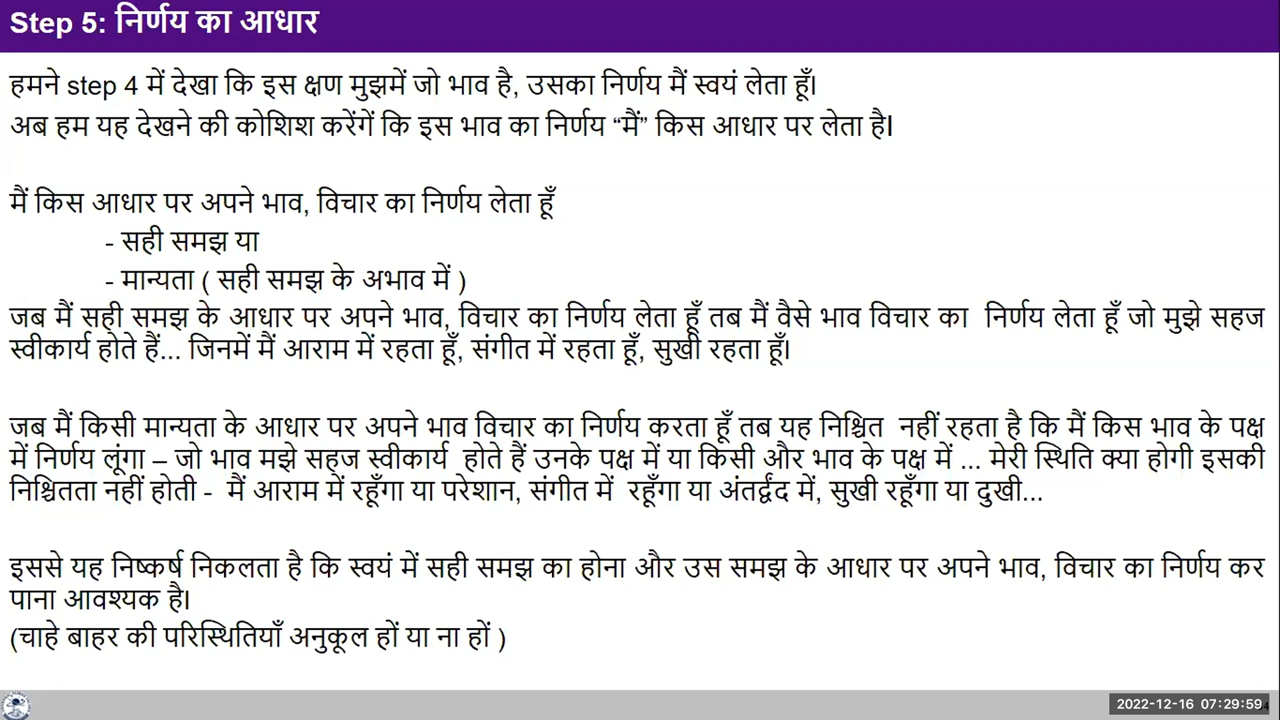 Step 5: निर्णय का आधार
हमने step 4 में देखा कि इस क्षण मुझमें जो भाव है, उसका निर्णय मैं स्वयं लेता हूँ।
अब हम यह देखने की कोशिश करेंगें कि इस भाव का निर्णय “मैं” किस आधार पर लेता है।
मैं किस आधार पर अपने भाव, विचार का निर्णय लेता हूँ
- सही समझ या
- मान्यता ( सही समझ के अभाव में )
जब मैं सही समझ के आधार पर अपने भाव, विचार का निर्णय लेता हूँ तब मैं वैसे भाव विचार का निर्णय लेता हूँ जो मुझे सहज
स्वीकार्य होते हैं... जिनमें मैं आराम में रहता हूँ, संगीत में रहता हूँ, सुखी रहता हूँ।
जब मैं किसी मान्यता के आधार पर अपने भाव विचार का निर्णय करता हूँ तब यह निश्चित नहीं रहता है कि मैं किस भाव के पक्ष
में निर्णय लूंगा – जो भाव मझे सहज स्वीकार्य होते हैं उनके पक्ष में या किसी और भाव के पक्ष में ... मेरी स्थिति क्या होगी इसकी
निश्चितता नहीं होती - मैं आराम में रहूँगा या परेशान, संगीत में रहूँगा या अंतर्द्वंद में, सुखी रहूँगा या दुखी...
इससे यह निष्कर्ष निकलता है कि स्वयं में सही समझ का होना और उस समझ के आधार पर अपने भाव, विचार का निर्णय कर
पाना आवश्यक है।
(चाहे बाहर की परिस्थितियाँ अनुकूल हों या ना हों )
2022-12-16 07:29:59